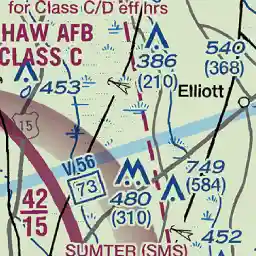 for Class C/D eff hrs
HAW AFB
CLASS C
386
(210)
540
(368)
453
Elliott
15
V 56
73
749
(584)
480
(310)
42
15
452
SUMTER (SMS)